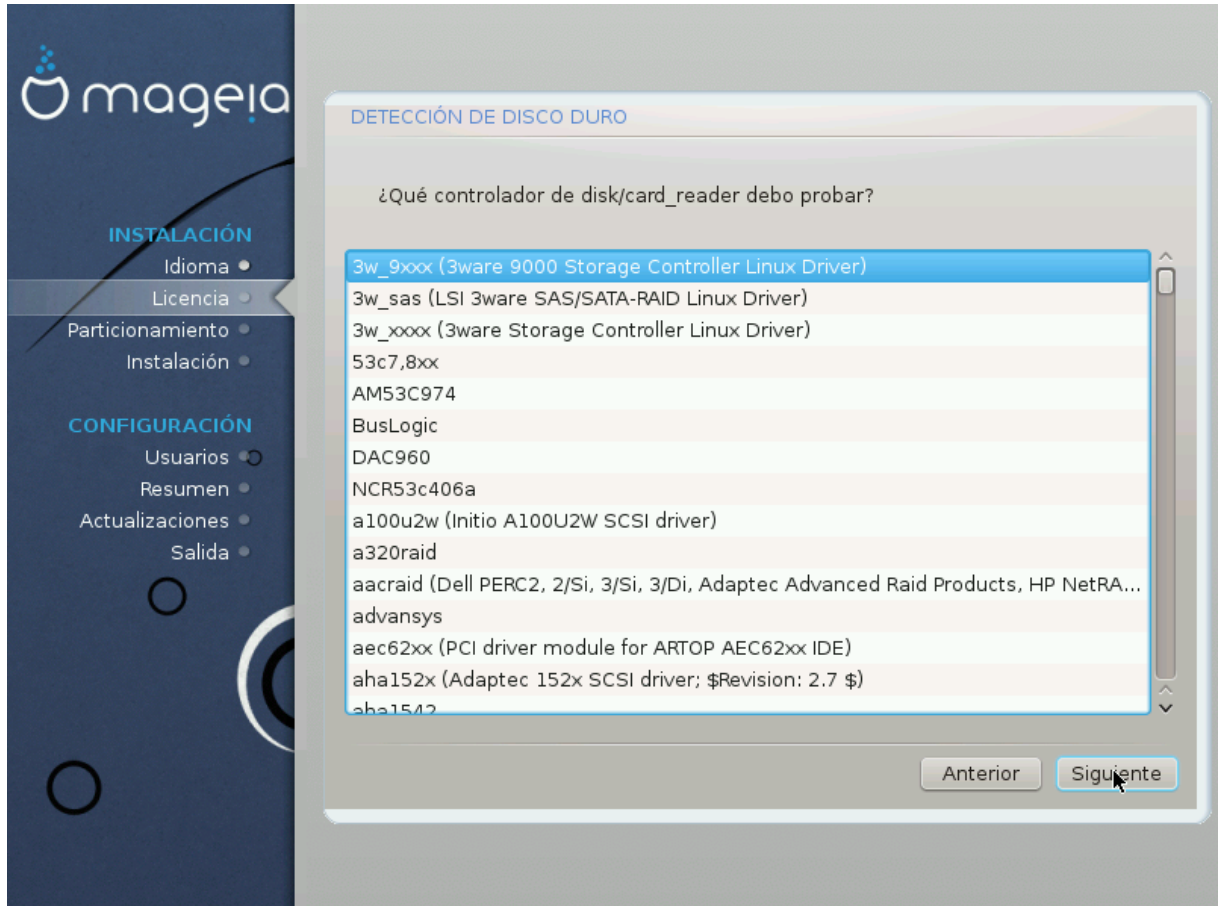 mageia
INSTALACIÓN
Idioma
Licencia
Particionamiento
Instalación
CONFIGURACIÓN
Usuarios
Resumen
Actualizaciones
Salida
DETECCIÓN DE DISCO DURO
¿Qué controlador de disk/card_reader debo probar?
3w_9xxx (3ware 9000 Storage Controller Linux Driver)
3w_sas (LSI 3ware SAS/SATA-RAID Linux Driver)
3w_xxxx (3ware Storage Controller Linux Driver)
53c7,8xx
AM53C974
BusLogic
DAC960
NCR53c406a
a100u2w (Initio A100U2W SCSI driver)
a320raid
aacraid (Dell PERC2, 2/Si, 3/Si, 3/Di, Adaptec Advanced Raid Products, HP NetRA...
advansys
aec62xx (PCI driver module for ARTOP AEC62xx IDE)
aha152x (Adaptec 152x SCSI driver; $Revision: 2.7 $)
aha1542
Anterior
Siguiente